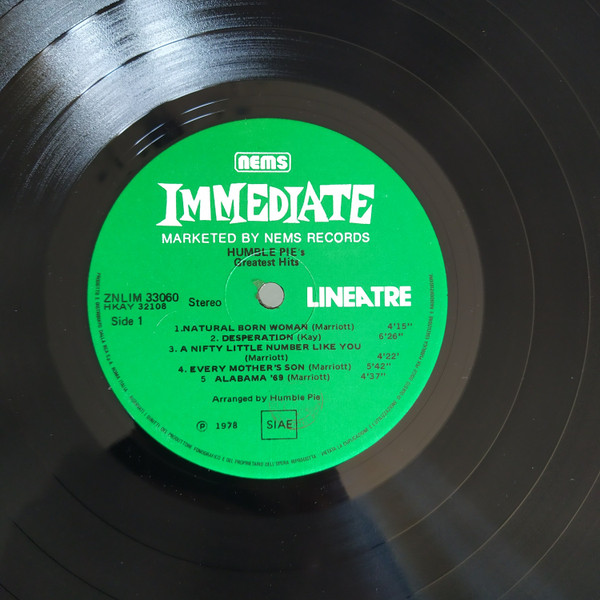 nems
IMMEDIATE
MARKETED BY NEMS RECORDS
HUMBLE PIE's
Greatest Hits
ZNLIM 33060
HKAY 32108
Stereo
LINEATRE
Side 1
1.NATURAL BORN WOMAN (Marriott) 4'15"
2. DESPERATION (Kay) 6'26"
3. A NIFTY LITTLE NUMBER LIKE YOU
(Marriott) 4'22'
4. EVERY MOTHER'S SON (Marriott) 5'42"
5 ALABAMA '69 (Marriott) 4'37"
Arranged by Humble Pie
℗ 1978
SIAE